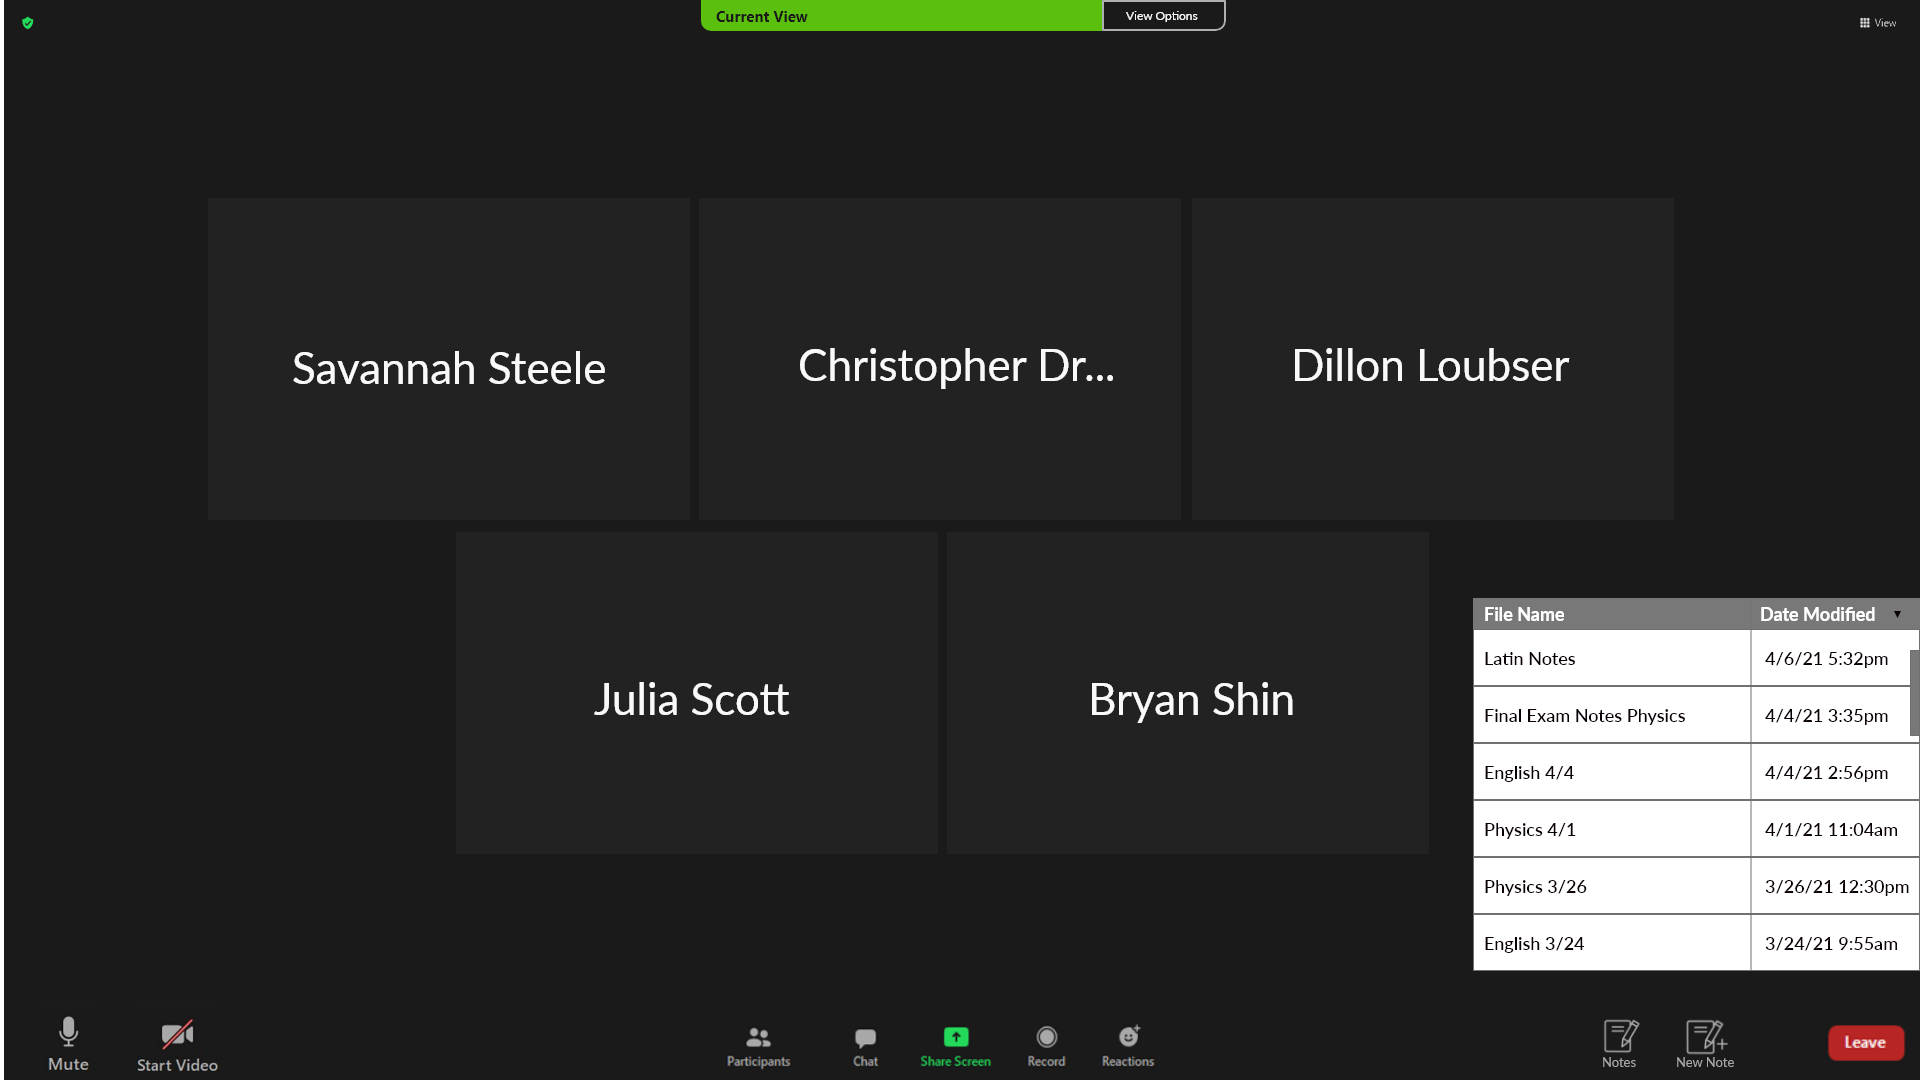 Current View
View Options
View
Savannah Steele
Christopher Dr...
Dillon Loubser
Julia Scott
Bryan Shin
File Name Date Modified
Latin Notes 4/6/21 5:32pm
Final Exam Notes Physics 4/4/21 3:35pm
English 4/4 4/4/21 2:56pm
Physics 4/1 4/1/21 11:04am
Physics 3/26 3/26/21 12:30pm
English 3/24 3/24/21 9:55am
Mute
Start Video
Participants
Chat
Share Screen
Record
Reactions
Notes
New Note
Leave